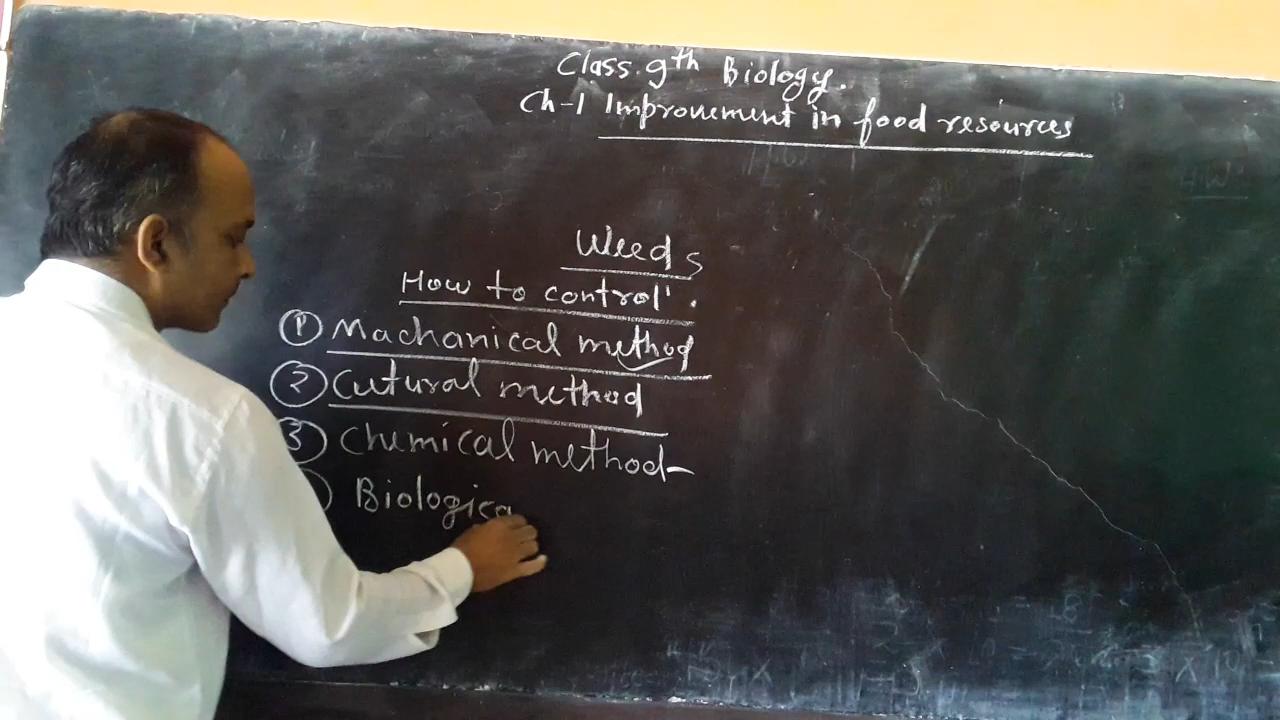 Class 9th Biology.
Ch-1 Improvement in food resources
Weeds
How to control.
① Machanical method
② Cutural method
③ Chemical method-
Biologica